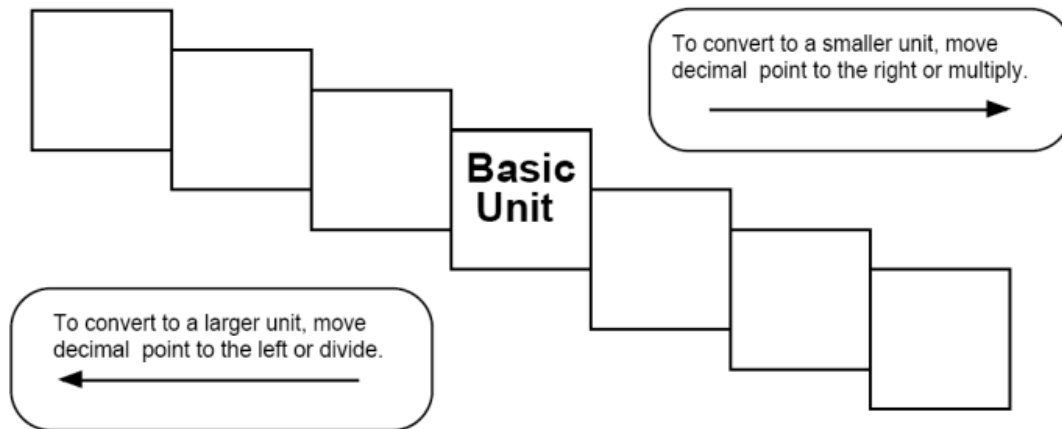 To convert to a smaller unit, move
decimal point to the right or multiply.
Basic
Unit
To convert to a larger unit, move
decimal point to the left or divide.